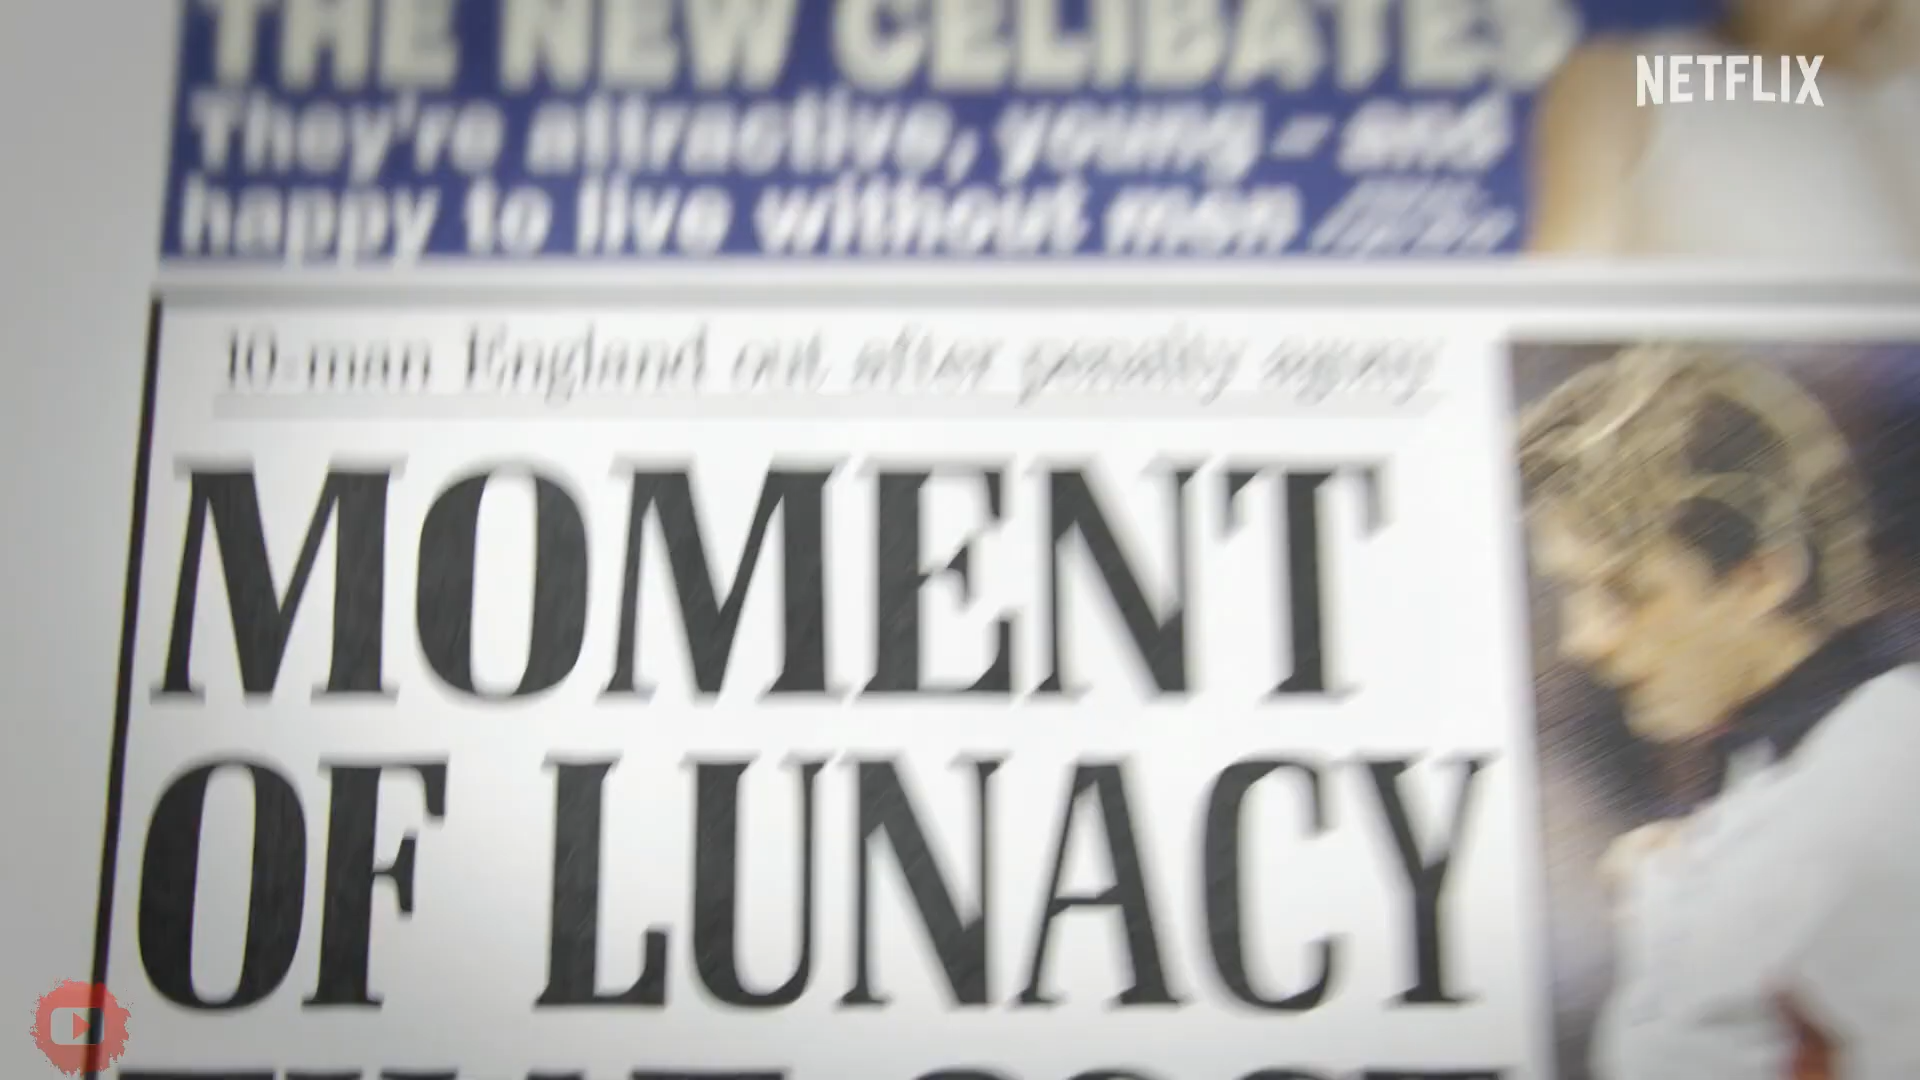 THE NEW CELIBATES
NETFLIX
They're attractive, young – and
happy to live without men
10-man England out after penalty agony
MOMENT
OF LUNACY